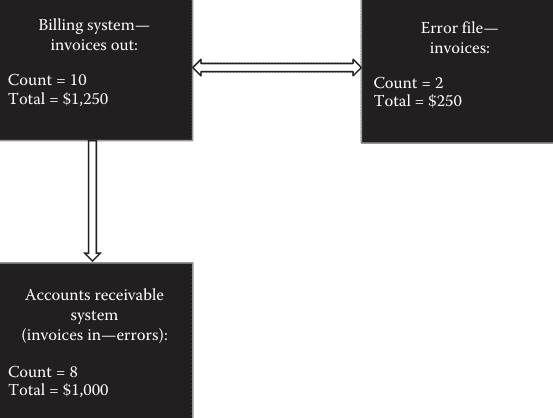 Billing system—
invoices out:
Count = 10
Total = $1,250
Error file—
invoices:
Count = 2
Total = $250
Accounts receivable
system
(invoices in—errors):
Count = 8
Total = $1,000